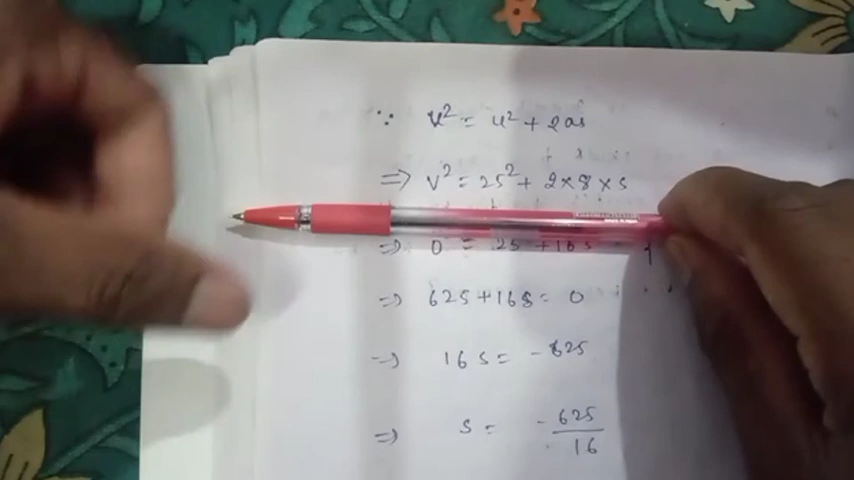 ∵ v² = u² + 2as
⇒ v² = 25² + 2×8×s
⇒ 0 = 25 + 16s
⇒ 625 + 16s = 0
⇒ 16s = -625
⇒ s = -625/16